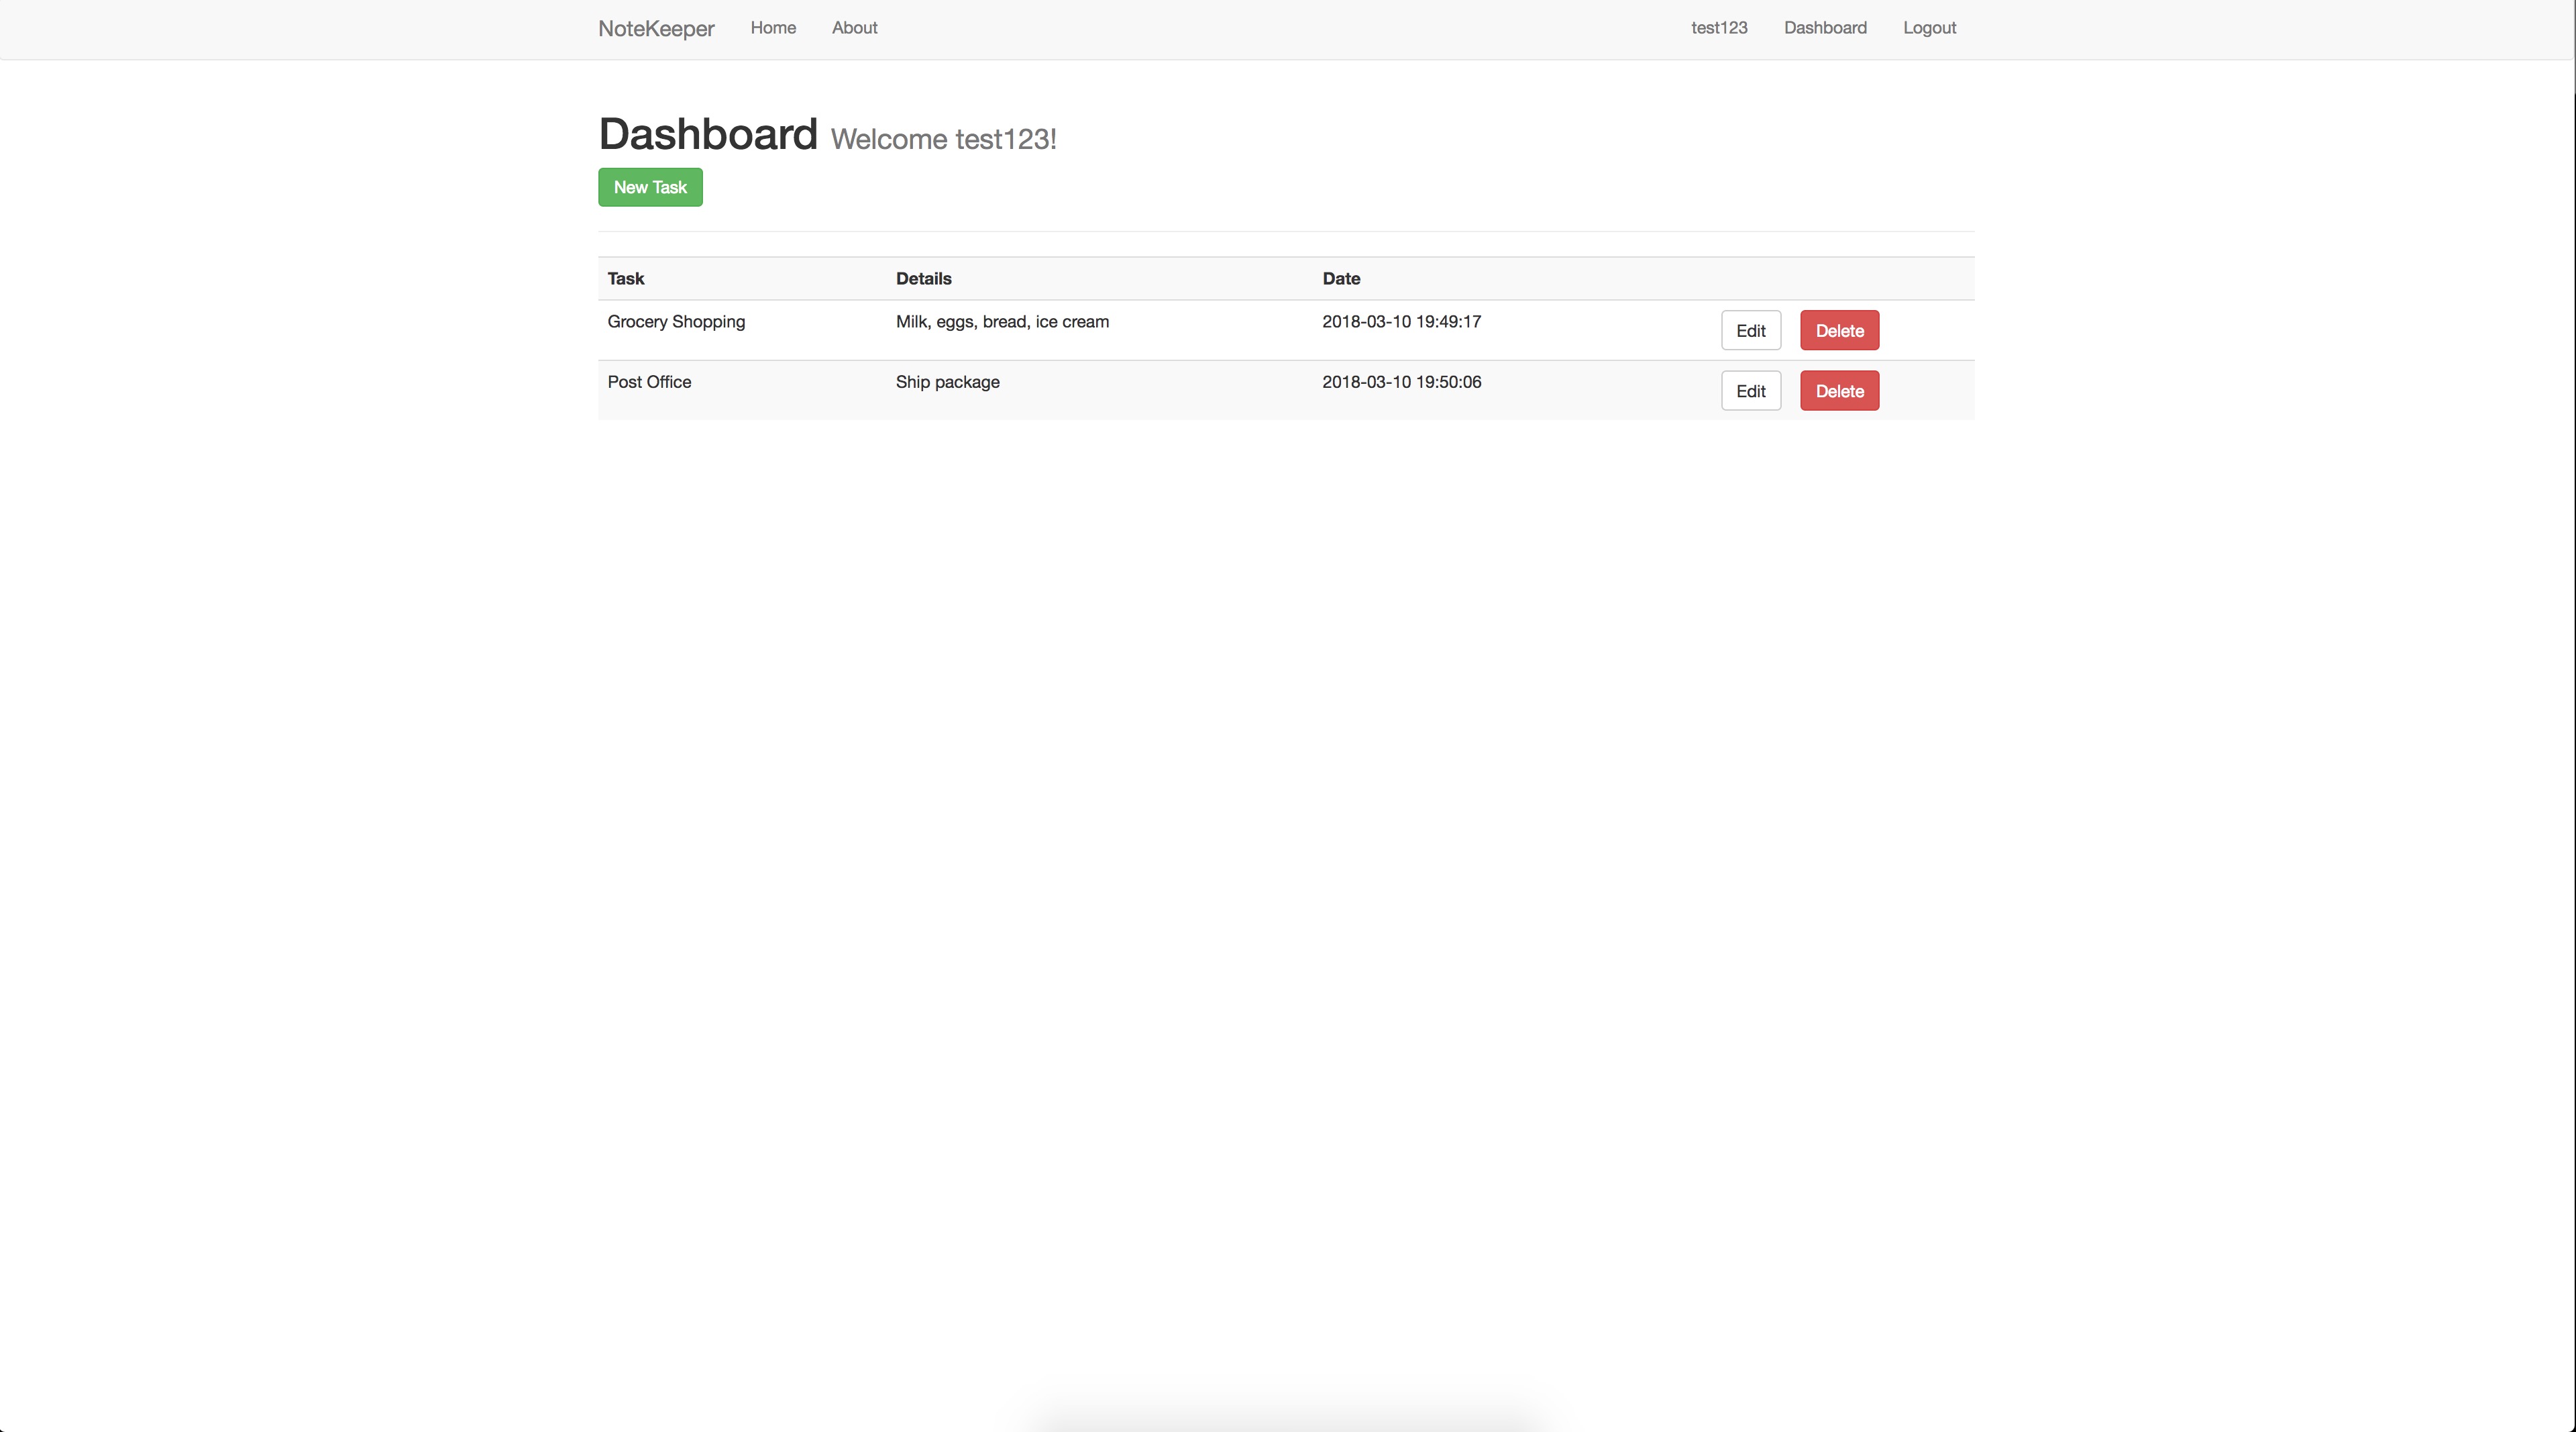 NoteKeeper Home About test123 Dashboard Logout
Dashboard Welcome test123!
New Task
Task Details Date
Grocery Shopping Milk, eggs, bread, ice cream 2018-03-10 19:49:17 Edit Delete
Post Office Ship package 2018-03-10 19:50:06 Edit Delete